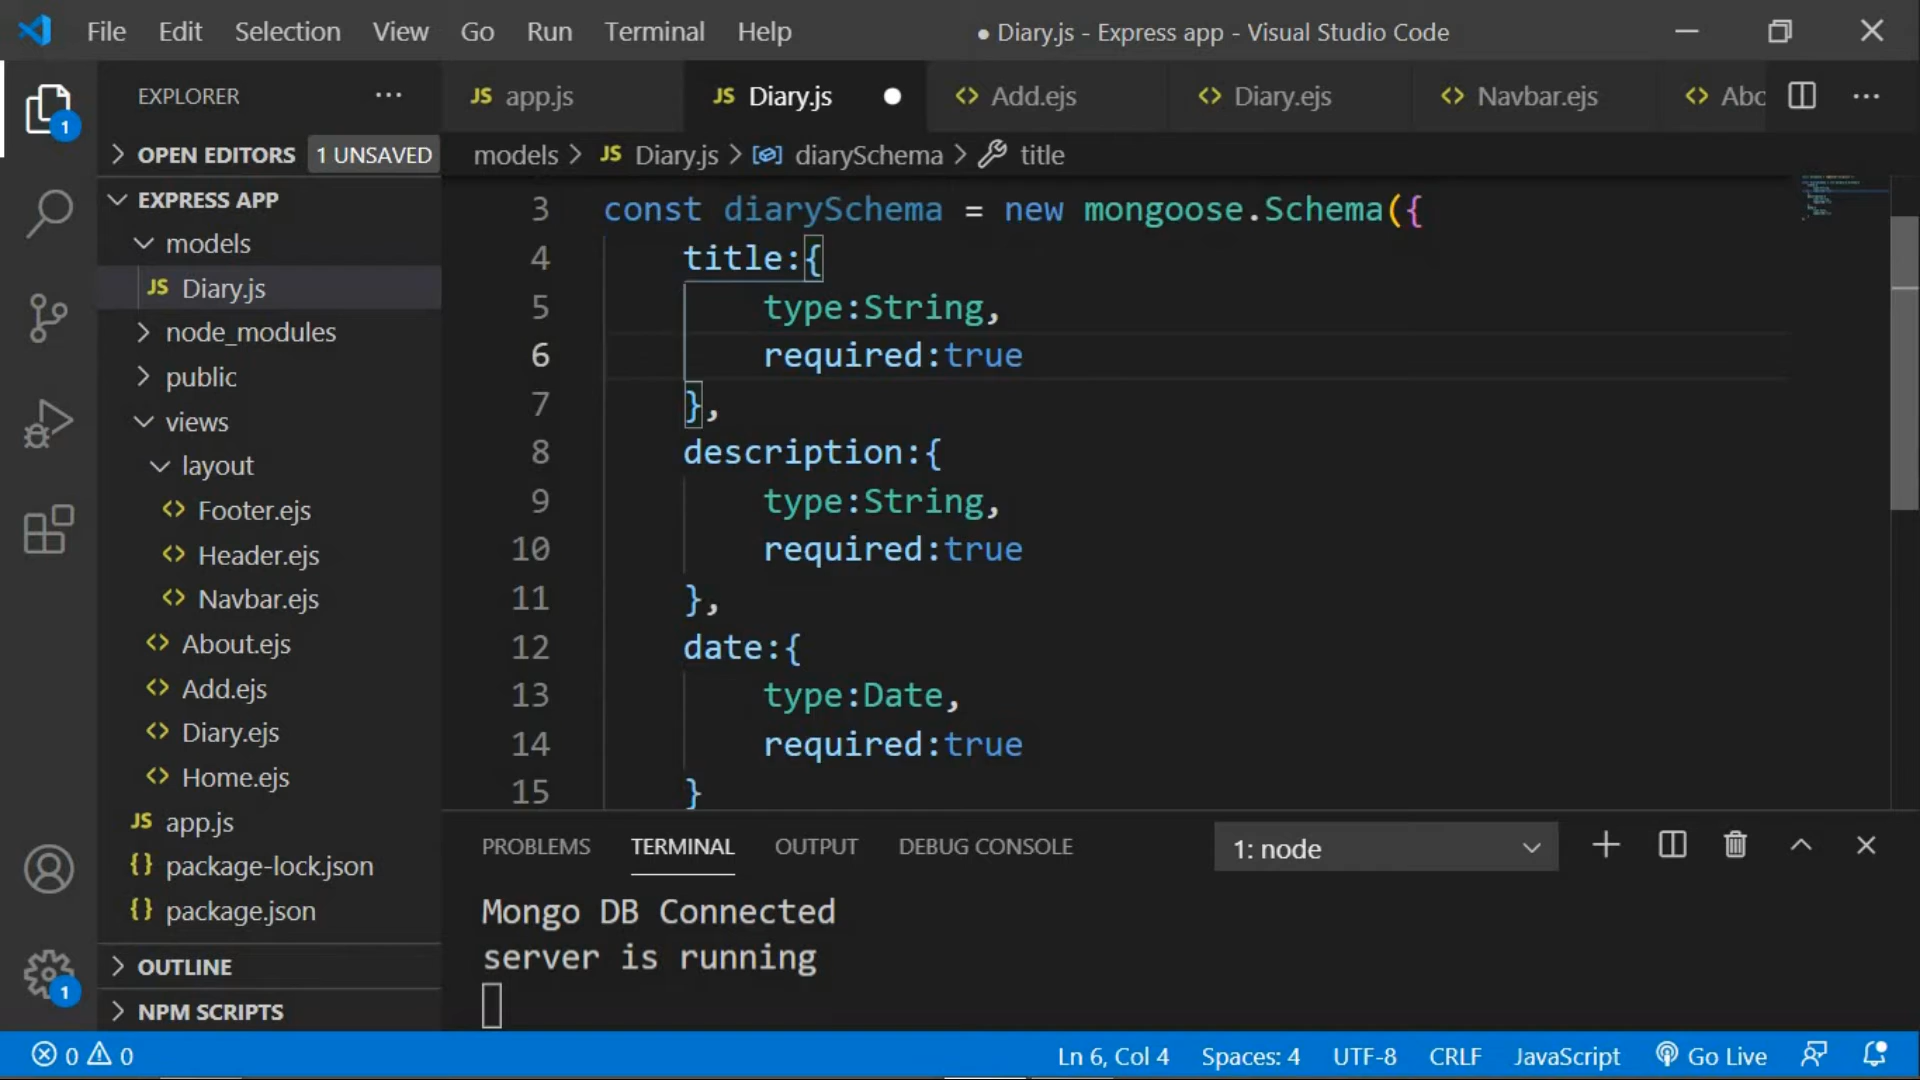 File Edit Selection View Go Run Terminal Help ● Diary.js - Express app - Visual Studio Code
EXPLORER ···
1
OPEN EDITORS 1 UNSAVED
EXPRESS APP
models
JS Diary.js
node_modules
public
views
layout
<> Footer.ejs
<> Header.ejs
<> Navbar.ejs
<> About.ejs
<> Add.ejs
<> Diary.ejs
<> Home.ejs
JS app.js
{} package-lock.json
{} package.json
OUTLINE
1
NPM SCRIPTS
JS app.js JS Diary.js ● <> Add.ejs <> Diary.ejs <> Navbar.ejs <> Abo ···
models > JS Diary.js > diarySchema > title
3 const diarySchema = new mongoose.Schema({
4 title:{
5 type:String,
6 required:true
7 },
8 description:{
9 type:String,
10 required:true
11 },
12 date:{
13 type:Date,
14 required:true
15 }
PROBLEMS TERMINAL OUTPUT DEBUG CONSOLE 1: node
Mongo DB Connected
server is running
0 0 Ln 6, Col 4 Spaces: 4 UTF-8 CRLF JavaScript Go Live